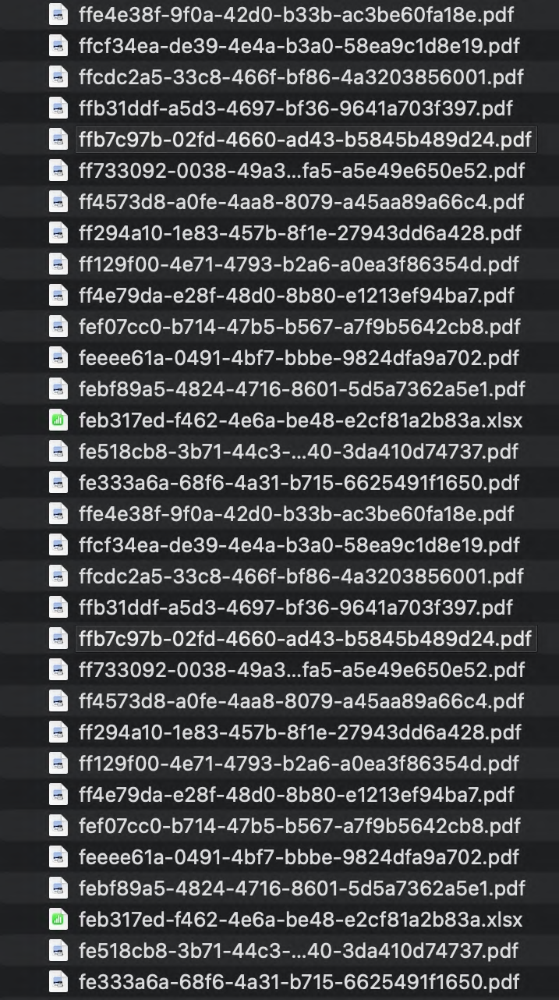 ffe4e38f-9f0a-42d0-b33b-ac3be60fa18e.pdf
ffcf34ea-de39-4e4a-b3a0-58ea9c1d8e19.pdf
ffcdc2a5-33c8-466f-bf86-4a3203856001.pdf
ffb31ddf-a5d3-4697-bf36-9641a703f397.pdf
ffb7c97b-02fd-4660-ad43-b5845b489d24.pdf
ff733092-0038-49a3...fa5-a5e49e650e52.pdf
ff4573d8-a0fe-4aa8-8079-a45aa89a66c4.pdf
ff294a10-1e83-457b-8f1e-27943dd6a428.pdf
ff129f00-4e71-4793-b2a6-a0ea3f86354d.pdf
ff4e79da-e28f-48d0-8b80-e1213ef94ba7.pdf
fef07cc0-b714-47b5-b567-a7f9b5642cb8.pdf
feeee61a-0491-4bf7-bbbe-9824dfa9a702.pdf
febf89a5-4824-4716-8601-5d5a7362a5e1.pdf
feb317ed-f462-4e6a-be48-e2cf81a2b83a.xlsx
fe518cb8-3b71-44c3-...40-3da410d74737.pdf
fe333a6a-68f6-4a31-b715-6625491f1650.pdf
ffe4e38f-9f0a-42d0-b33b-ac3be60fa18e.pdf
ffcf34ea-de39-4e4a-b3a0-58ea9c1d8e19.pdf
ffcdc2a5-33c8-466f-bf86-4a3203856001.pdf
ffb31ddf-a5d3-4697-bf36-9641a703f397.pdf
ffb7c97b-02fd-4660-ad43-b5845b489d24.pdf
ff733092-0038-49a3...fa5-a5e49e650e52.pdf
ff4573d8-a0fe-4aa8-8079-a45aa89a66c4.pdf
ff294a10-1e83-457b-8f1e-27943dd6a428.pdf
ff129f00-4e71-4793-b2a6-a0ea3f86354d.pdf
ff4e79da-e28f-48d0-8b80-e1213ef94ba7.pdf
fef07cc0-b714-47b5-b567-a7f9b5642cb8.pdf
feeee61a-0491-4bf7-bbbe-9824dfa9a702.pdf
febf89a5-4824-4716-8601-5d5a7362a5e1.pdf
feb317ed-f462-4e6a-be48-e2cf81a2b83a.xlsx
fe518cb8-3b71-44c3-...40-3da410d74737.pdf
fe333a6a-68f6-4a31-b715-6625491f1650.pdf